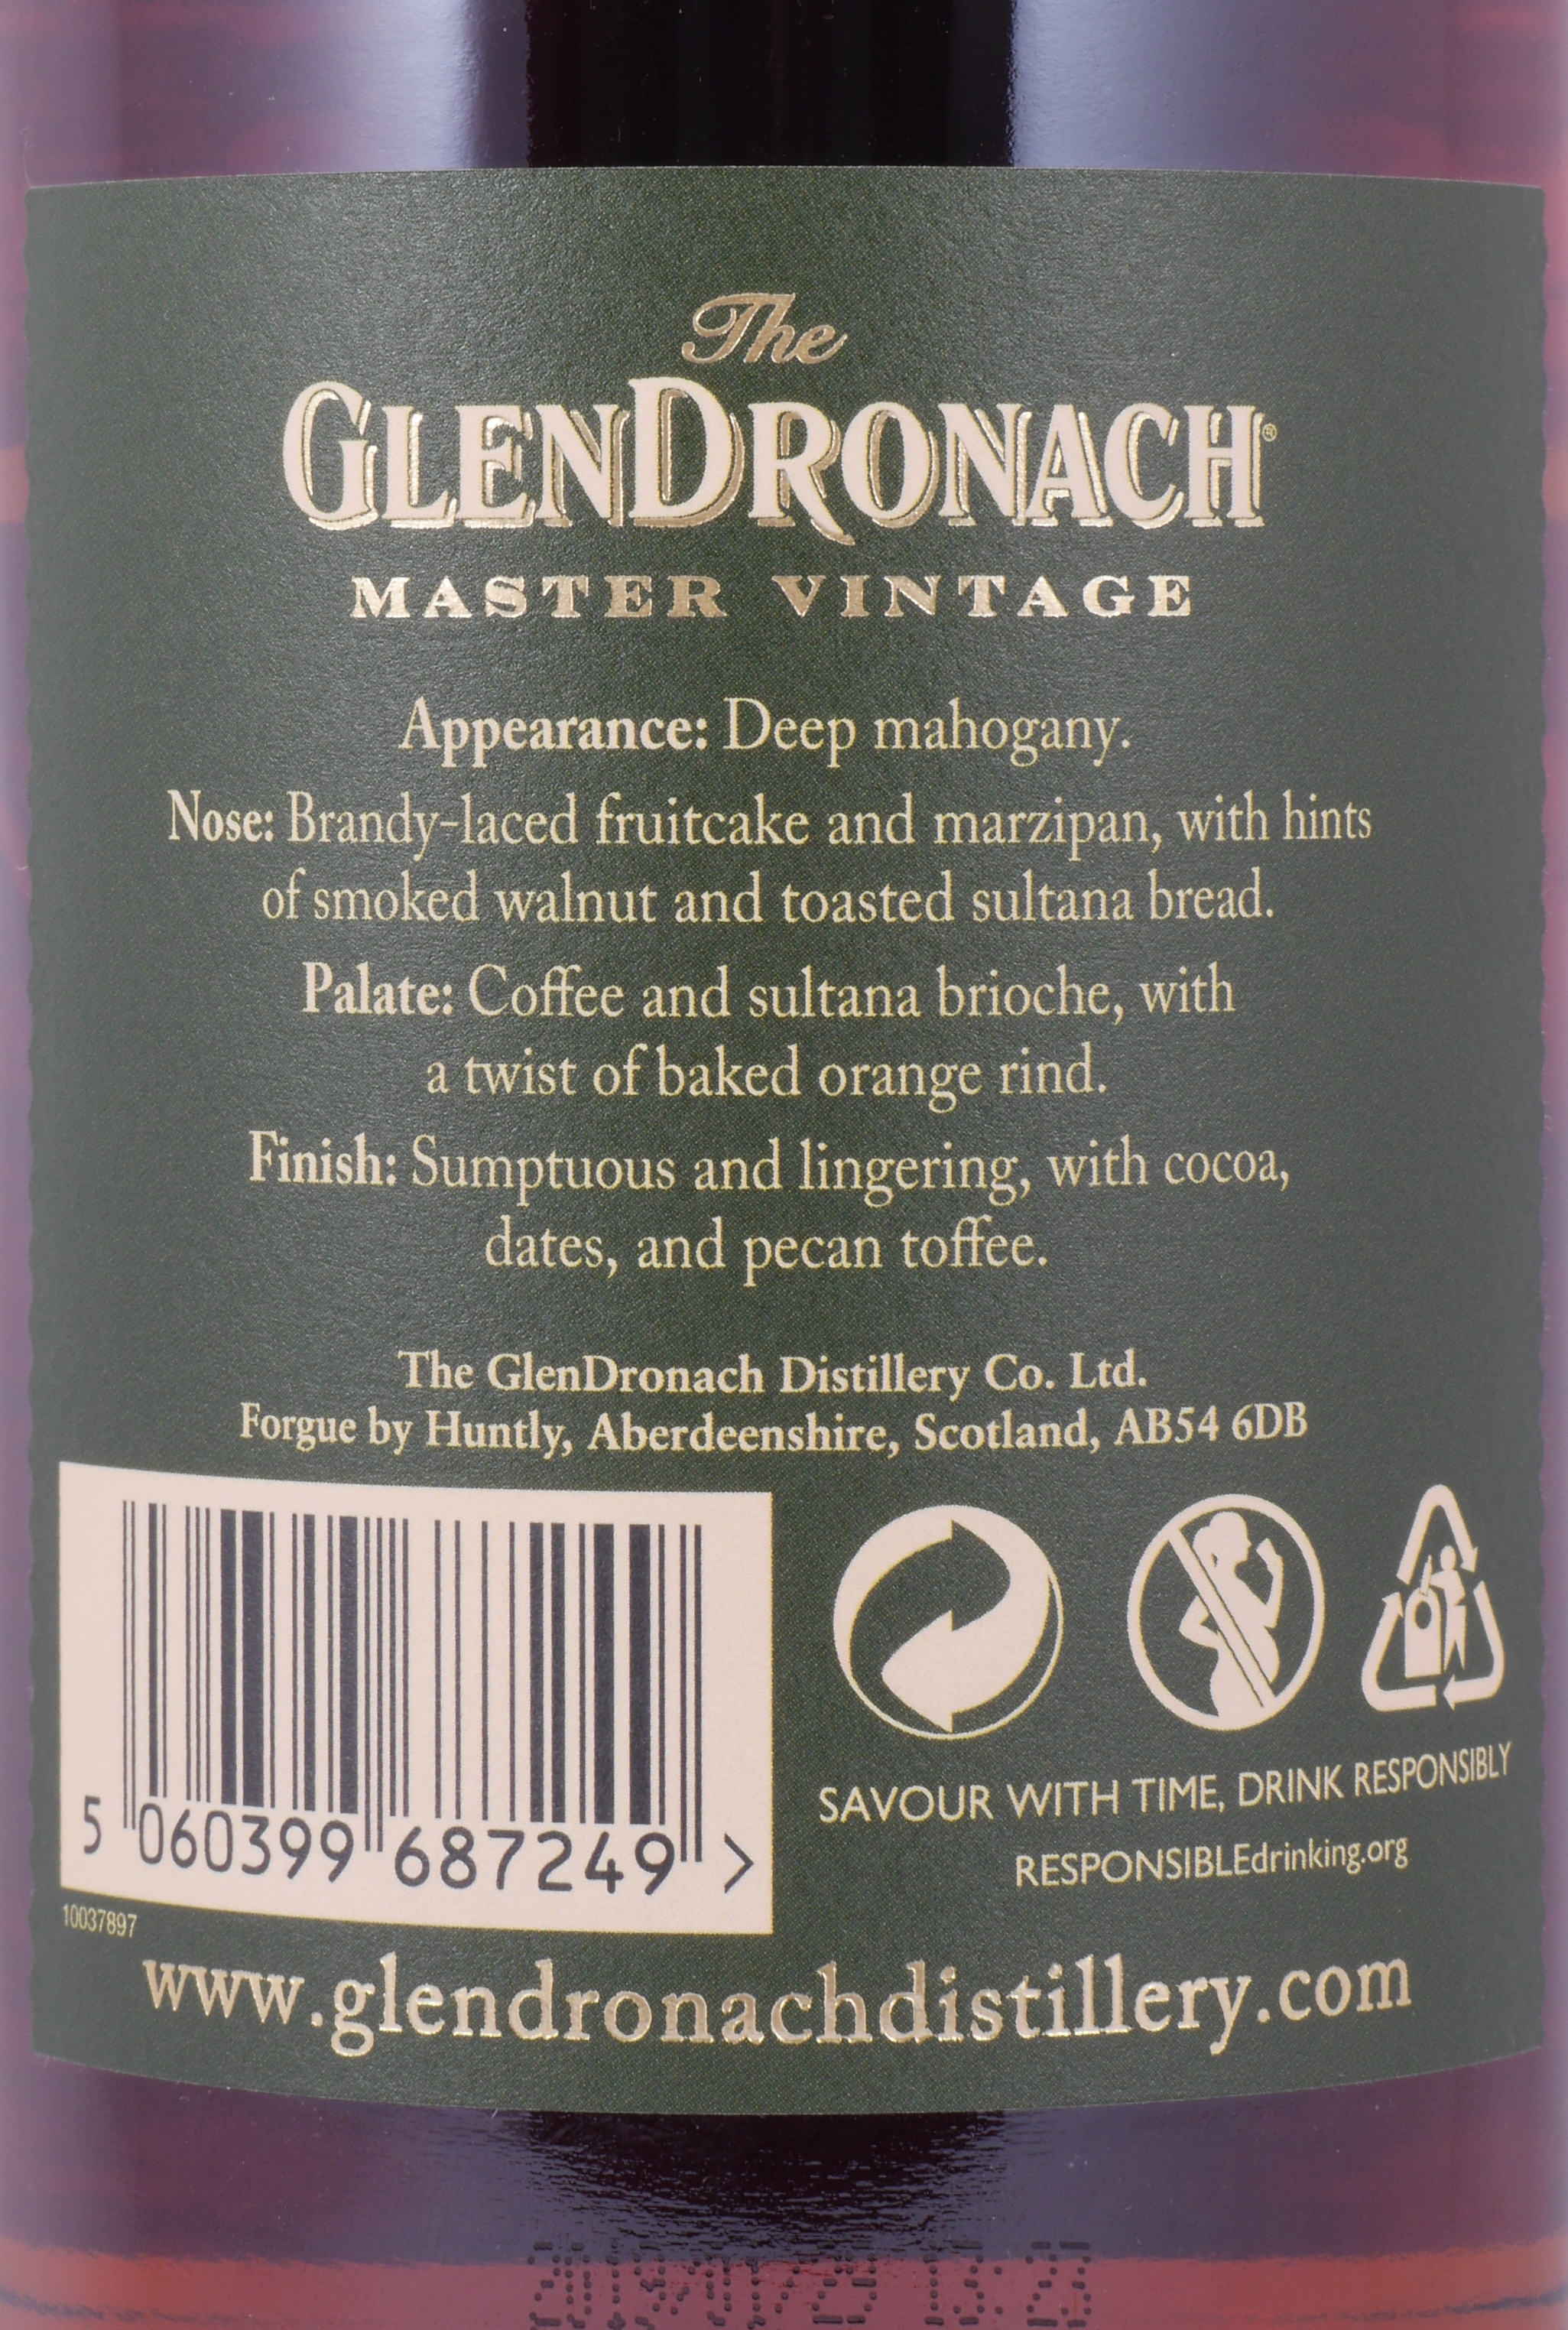 The
GLENDRONACH®
MASTER VINTAGE
Appearance: Deep mahogany.
Nose: Brandy-laced fruitcake and marzipan, with hints
of smoked walnut and toasted sultana bread.
Palate: Coffee and sultana brioche, with
a twist of baked orange rind.
Finish: Sumptuous and lingering, with cocoa,
dates, and pecan toffee.
The GlenDronach Distillery Co. Ltd.
Forgue by Huntly, Aberdeenshire, Scotland, AB54 6DB
5 060399 687249 >
10037897
SAVOUR WITH TIME, DRINK RESPONSIBLY
RESPONSIBLEdrinking.org
www.glendronachdistillery.com